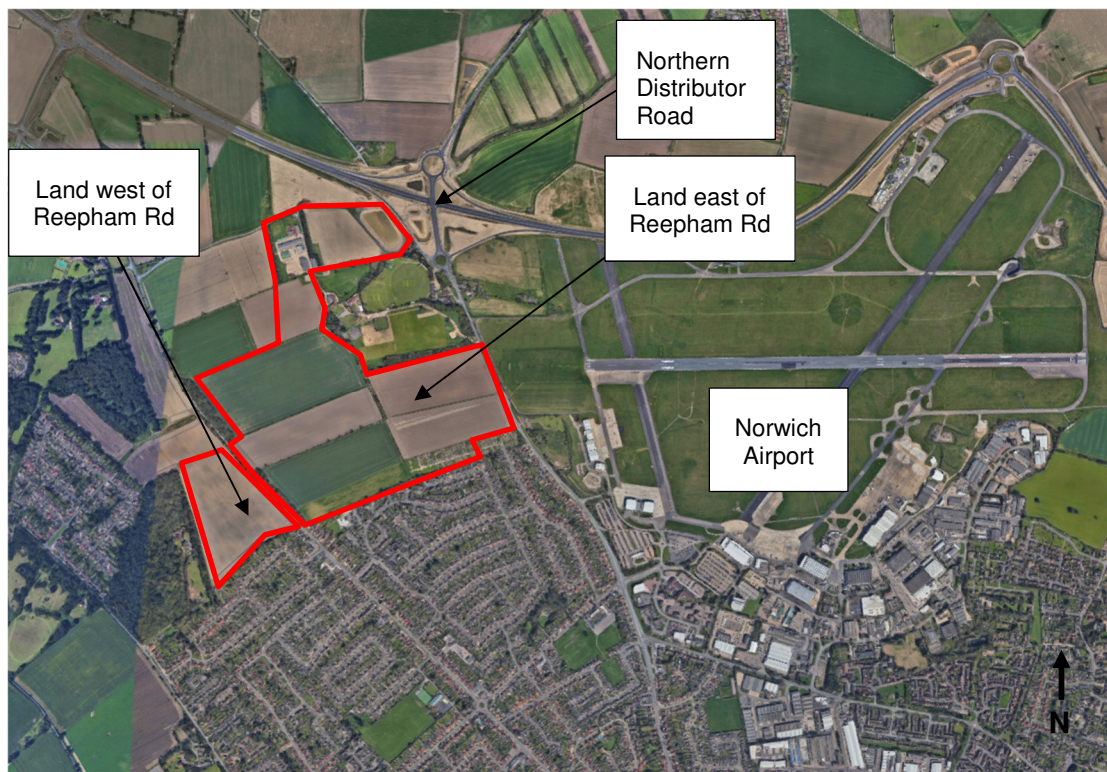 Northern
Distributor
Road
Land west of
Reepham Rd
Land east of
Reepham Rd
Norwich
Airport
N